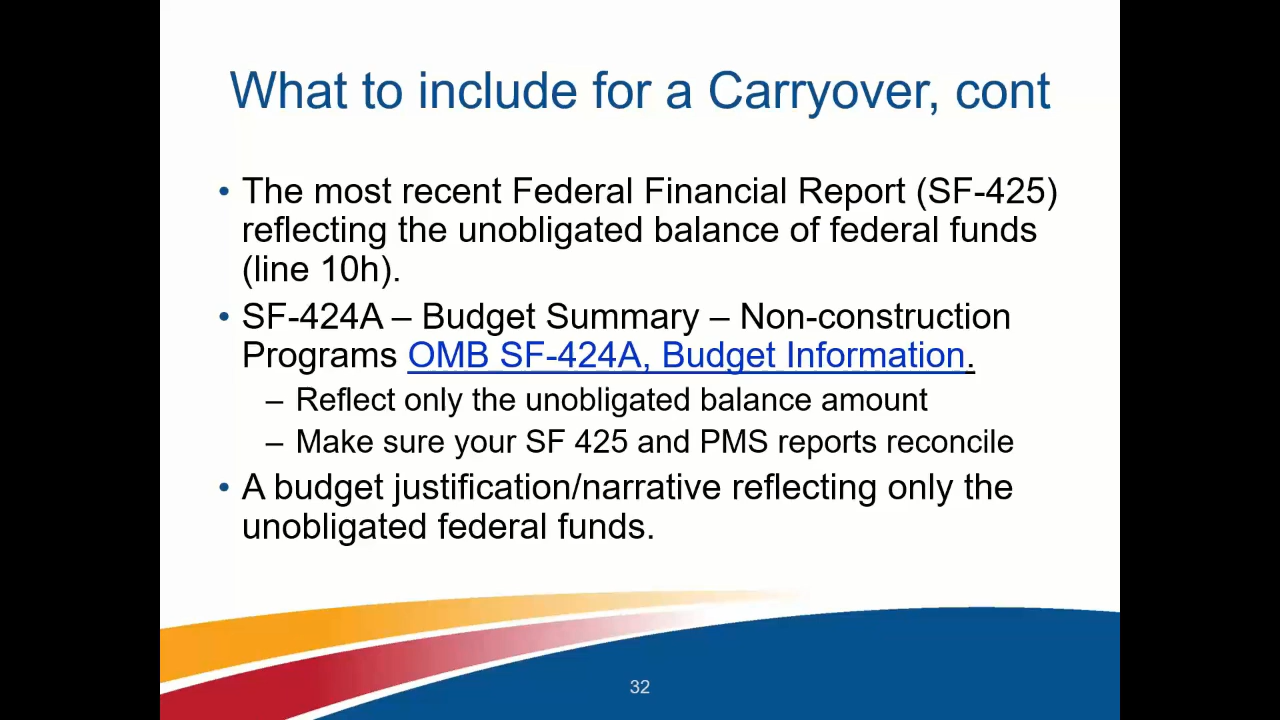 What to include for a Carryover, cont
• The most recent Federal Financial Report (SF-425)
reflecting the unobligated balance of federal funds
(line 10h).
• SF-424A – Budget Summary – Non-construction
Programs OMB SF-424A, Budget Information.
– Reflect only the unobligated balance amount
– Make sure your SF 425 and PMS reports reconcile
• A budget justification/narrative reflecting only the
unobligated federal funds.
32